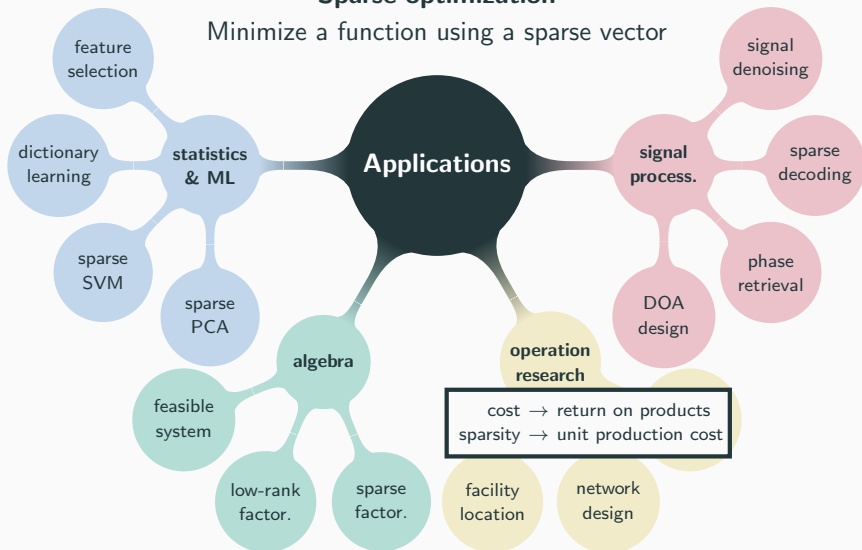 Sparse optimization
Minimize a function using a sparse vector
feature
selection
signal
denoising
dictionary
learning
statistics
& ML
Applications
signal
process.
sparse
decoding
sparse
SVM
phase
retrieval
sparse
PCA
DOA
design
algebra
operation
research
feasible
system
cost → return on products
sparsity → unit production cost
low-rank
factor.
sparse
factor.
facility
location
network
design